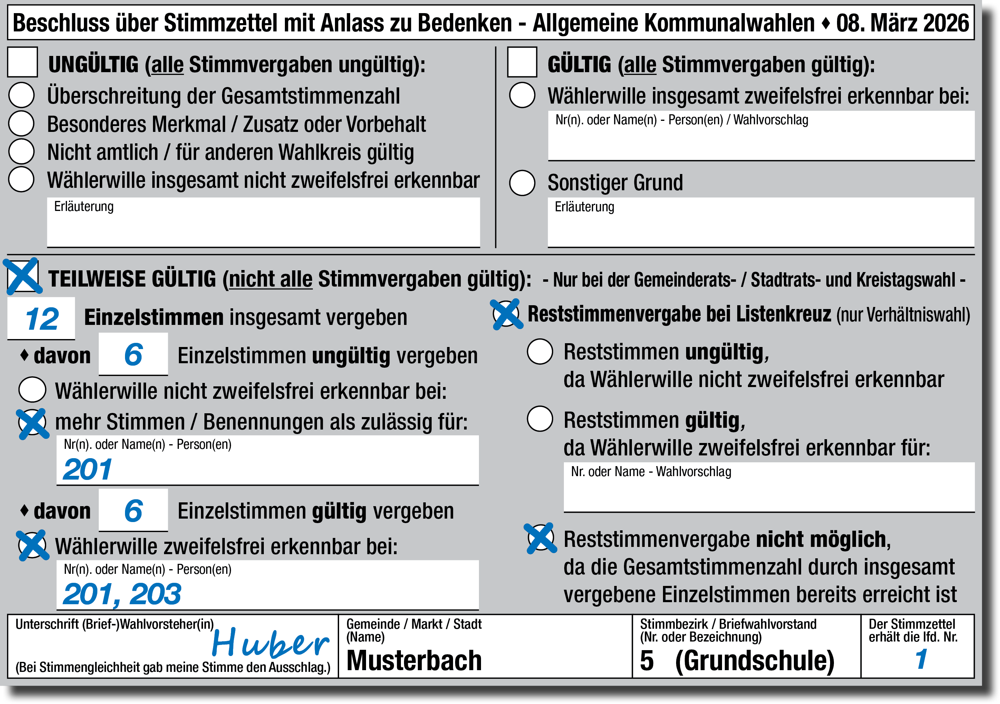 Beschluss über Stimmzettel mit Anlass zu Bedenken - Allgemeine Kommunalwahlen ♦ 08. März 2026
UNGÜLTIG (alle Stimmvergaben ungültig):
Überschreitung der Gesamtstimmenzahl
Besonderes Merkmal / Zusatz oder Vorbehalt
Nicht amtlich / für anderen Wahlkreis gültig
Wählerwille insgesamt nicht zweifelsfrei erkennbar
Erläuterung
GÜLTIG (alle Stimmvergaben gültig):
Wählerwille insgesamt zweifelsfrei erkennbar bei:
Nr(n). oder Name(n) - Person(en) / Wahlvorschlag
Sonstiger Grund
Erläuterung
TEILWEISE GÜLTIG (nicht alle Stimmvergaben gültig): - Nur bei der Gemeinderats- / Stadtrats- und Kreistagswahl -
12 Einzelstimmen insgesamt vergeben
♦ davon 6 Einzelstimmen ungültig vergeben
Wählerwille nicht zweifelsfrei erkennbar bei:
mehr Stimmen / Benennungen als zulässig für:
Nr(n). oder Name(n) - Person(en)
201
♦ davon 6 Einzelstimmen gültig vergeben
Wählerwille zweifelsfrei erkennbar bei:
Nr(n). oder Name(n) - Person(en)
201, 203
Reststimmenvergabe bei Listenkreuz (nur Verhältniswahl)
Reststimmen ungültig,
da Wählerwille nicht zweifelsfrei erkennbar
Reststimmen gültig,
da Wählerwille zweifelsfrei erkennbar für:
Nr. oder Name - Wahlvorschlag
Reststimmenvergabe nicht möglich,
da die Gesamtstimmenzahl durch insgesamt
vergebene Einzelstimmen bereits erreicht ist
Unterschrift (Brief-)Wahlvorsteher(in)
Huber
(Bei Stimmengleichheit gab meine Stimme den Ausschlag.)
Gemeinde / Markt / Stadt
(Name)
Musterbach
Stimmbezirk / Briefwahlvorstand
(Nr. oder Bezeichnung)
5 (Grundschule)
Der Stimmzettel
erhält die lfd. Nr.
1